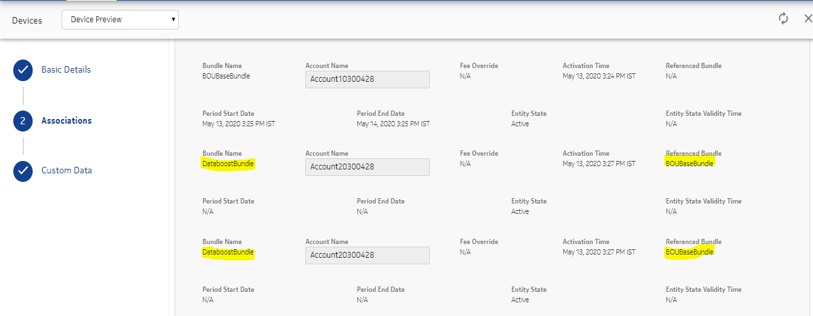 Devices
Device Preview
Basic Details
2
Associations
Custom Data
Bundle Name Account Name Fee Override Activation Time Referenced Bundle
BOUBaseBundle Account10300428 N/A May 13, 2020 3:24 PM IST N/A
Period Start Date Period End Date Entity State Entity State Validity Time
May 13, 2020 3:25 PM IST May 14, 2020 3:25 PM IST Active N/A
Bundle Name Account Name Fee Override Activation Time Referenced Bundle
DataboostBundle Account20300428 N/A May 13, 2020 3:27 PM IST BOUBaseBundle
Period Start Date Period End Date Entity State Entity State Validity Time
N/A N/A Active N/A
Bundle Name Account Name Fee Override Activation Time Referenced Bundle
DataboostBundle Account20300428 N/A May 13, 2020 3:27 PM IST BOUBaseBundle
Period Start Date Period End Date Entity State Entity State Validity Time
N/A N/A Active N/A